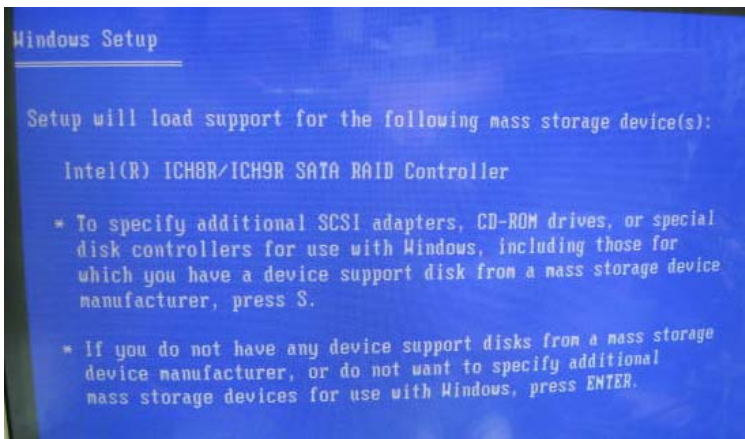 Windows Setup
Setup will load support for the following mass storage device(s):
Intel(R) ICH8R/ICH9R SATA RAID Controller
* To specify additional SCSI adapters, CD-ROM drives, or special
disk controllers for use with Windows, including those for
which you have a device support disk from a mass storage device
manufacturer, press S.
* If you do not have any device support disks from a mass storage
device manufacturer, or do not want to specify additional
mass storage devices for use with Windows, press ENTER.